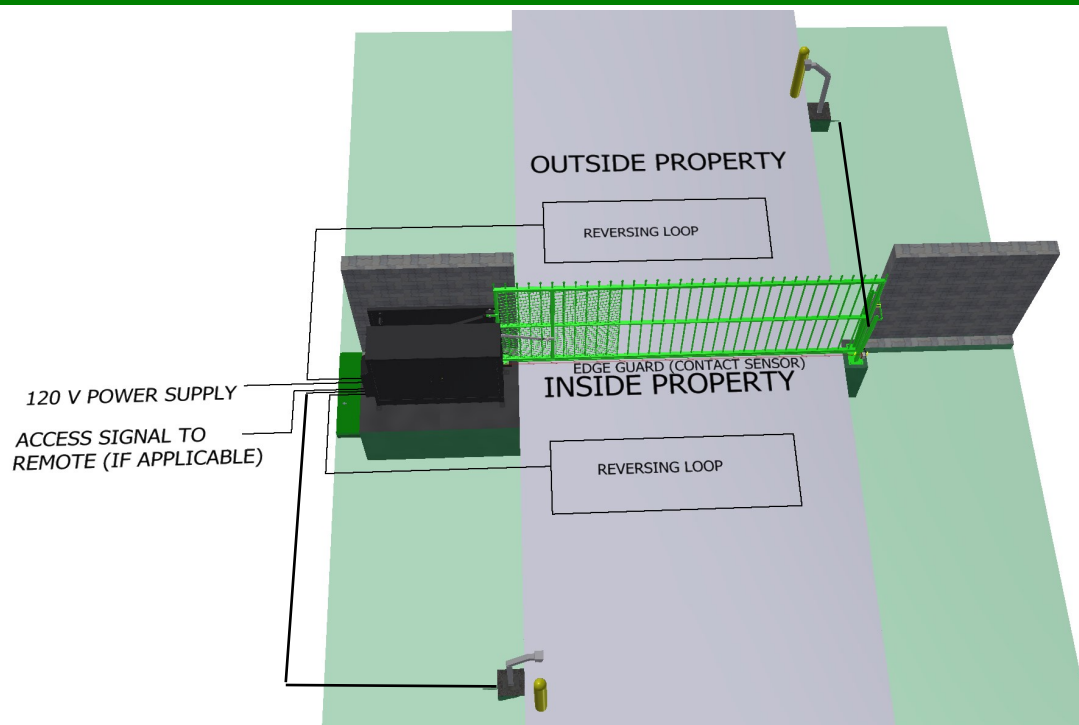 OUTSIDE PROPERTY
REVERSING LOOP
EDGE GUARD (CONTACT SENSOR)
INSIDE PROPERTY
120 V POWER SUPPLY
ACCESS SIGNAL TO
REMOTE (IF APPLICABLE)
REVERSING LOOP